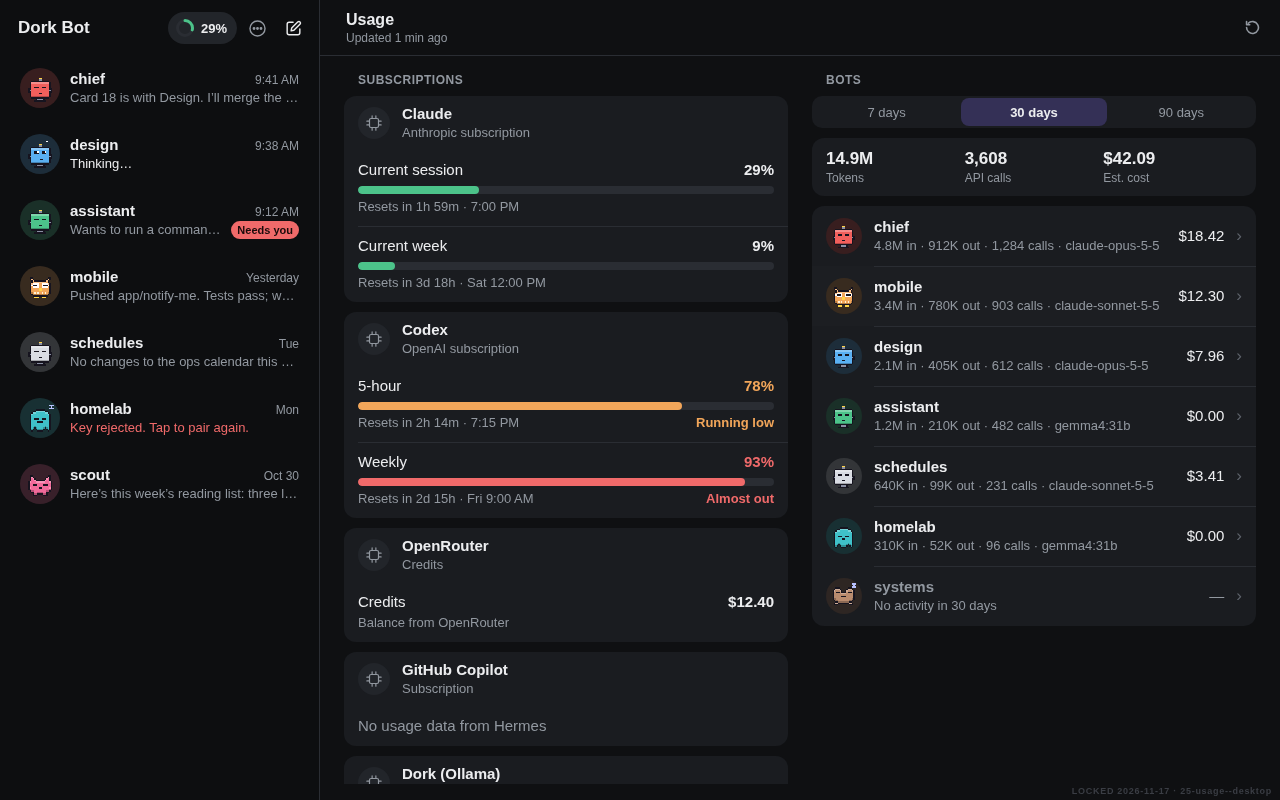 Dork Bot
29%
chief
9:41 AM
Card 18 is with Design. I'll merge the …
design
9:38 AM
Thinking…
assistant
9:12 AM
Wants to run a comman…
Needs you
mobile
Yesterday
Pushed app/notify-me. Tests pass; w…
schedules
Tue
No changes to the ops calendar this …
homelab
Mon
Key rejected. Tap to pair again.
scout
Oct 30
Here's this week's reading list: three l…
Usage
Updated 1 min ago
SUBSCRIPTIONS
Claude
Anthropic subscription
Current session
29%
Resets in 1h 59m · 7:00 PM
Current week
9%
Resets in 3d 18h · Sat 12:00 PM
Codex
OpenAI subscription
5-hour
78%
Resets in 2h 14m · 7:15 PM
Running low
Weekly
93%
Resets in 2d 15h · Fri 9:00 AM
Almost out
OpenRouter
Credits
Credits
$12.40
Balance from OpenRouter
GitHub Copilot
Subscription
No usage data from Hermes
Dork (Ollama)
BOTS
7 days
30 days
90 days
14.9M
Tokens
3,608
API calls
$42.09
Est. cost
chief
4.8M in · 912K out · 1,284 calls · claude-opus-5-5
$18.42
mobile
3.4M in · 780K out · 903 calls · claude-sonnet-5-5
$12.30
design
2.1M in · 405K out · 612 calls · claude-opus-5-5
$7.96
assistant
1.2M in · 210K out · 482 calls · gemma4:31b
$0.00
schedules
640K in · 99K out · 231 calls · claude-sonnet-5-5
$3.41
homelab
310K in · 52K out · 96 calls · gemma4:31b
$0.00
systems
No activity in 30 days
—
LOCKED 2026-11-17 · 25-usage--desktop